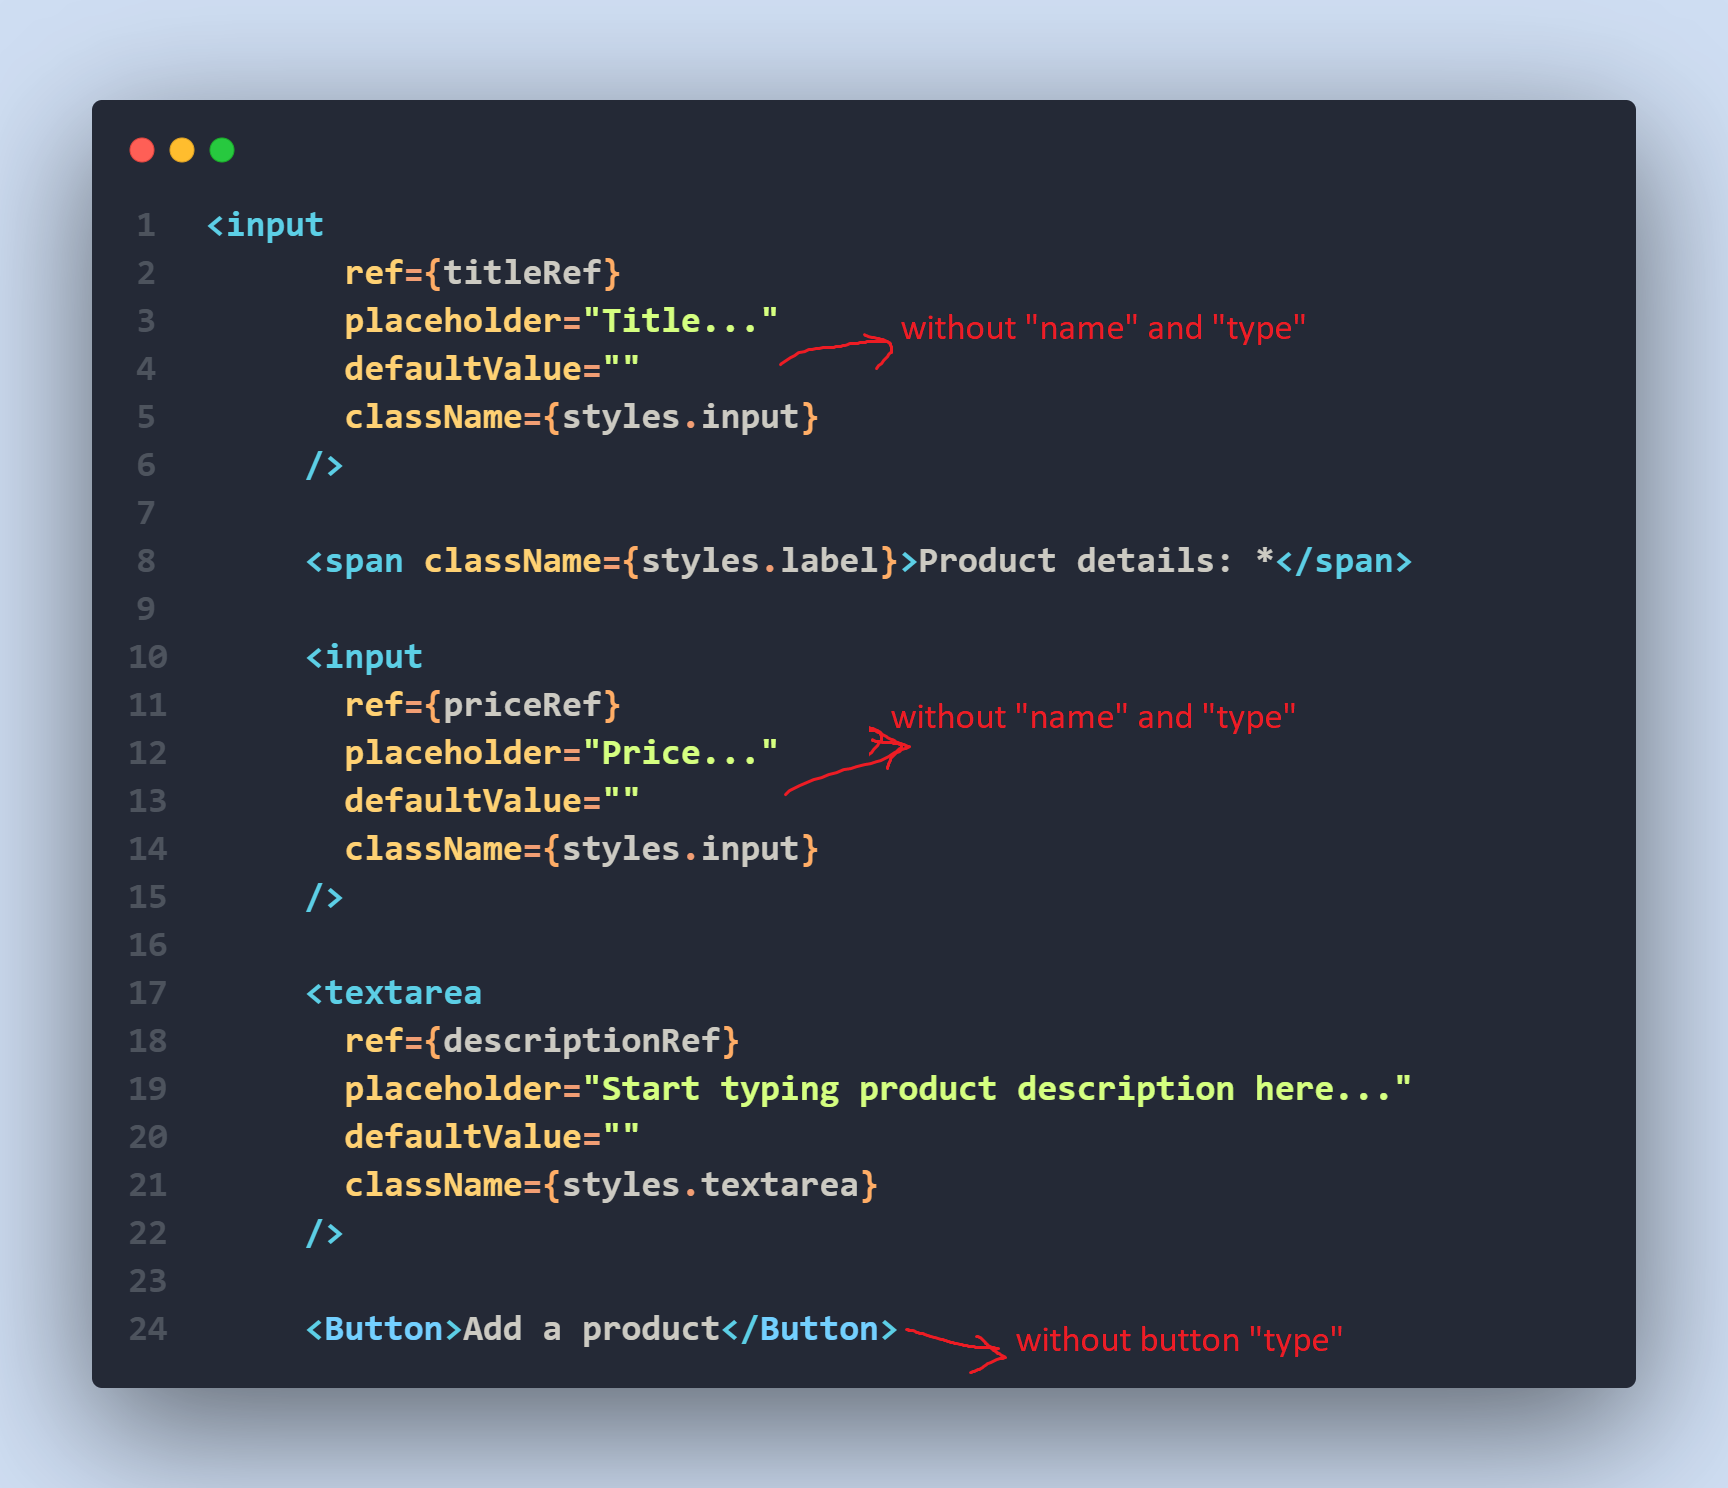 1 <input
2 ref={titleRef}
3 placeholder="Title..."
without "name" and "type"
4 defaultValue=""
5 className={styles.input}
6 />
7
8 <span className={styles.label}>Product details: *</span>
9
10 <input
11 ref={priceRef}
without "name" and "type"
12 placeholder="Price..."
13 defaultValue=""
14 className={styles.input}
15 />
16
17 <textarea
18 ref={descriptionRef}
19 placeholder="Start typing product description here..."
20 defaultValue=""
21 className={styles.textarea}
22 />
23
24 <Button>Add a product</Button>
without button "type"